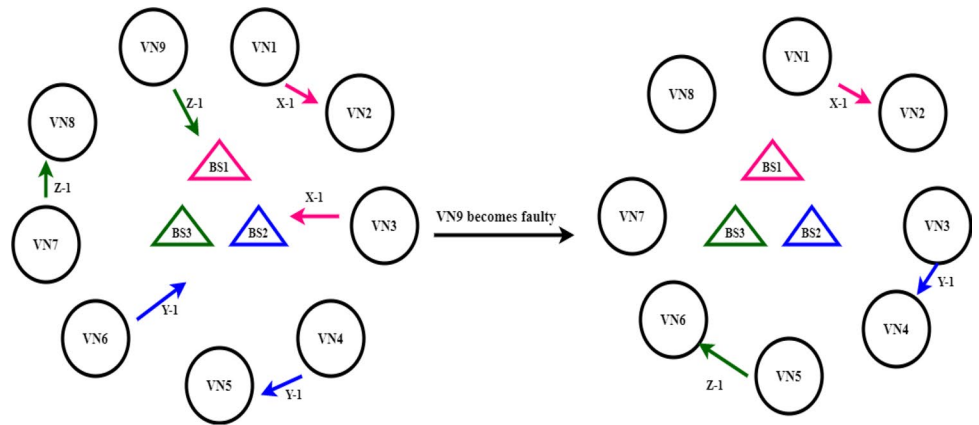 VN9
VN1
Z-1
X-1
VN2
VN8
BS1
Z-1
X-1
VN3
BS3
BS2
VN7
Y-1
VN6
VN4
VN5
Y-1
VN9 becomes faulty
VN1
VN8
X-1
VN2
BS1
VN7
VN3
BS3
BS2
Y-1
VN6
VN4
Z-1
VN5